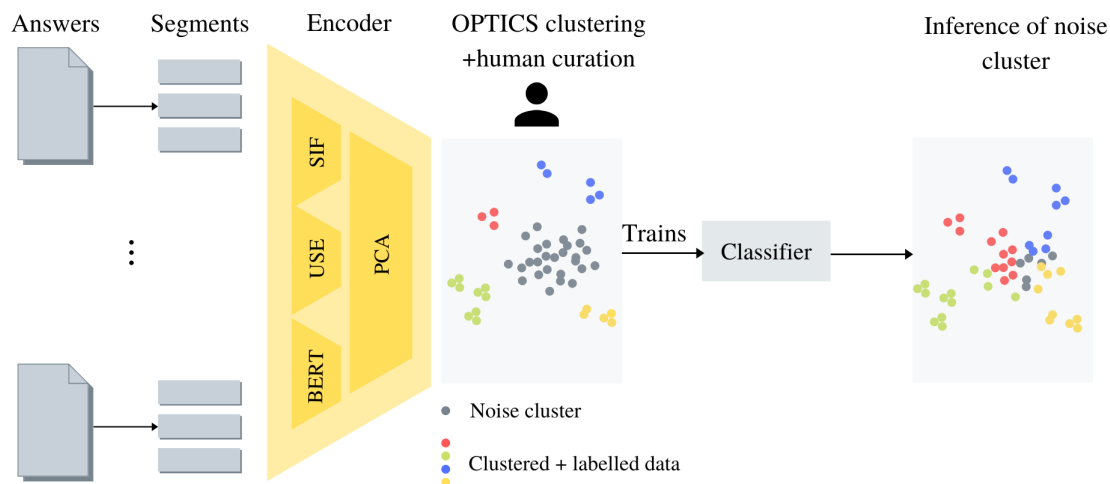 Answers
Segments
Encoder
OPTICS clustering
+human curation
Inference of noise
cluster
SIF
USE
BERT
PCA
Trains
Classifier
Noise cluster
Clustered + labelled data